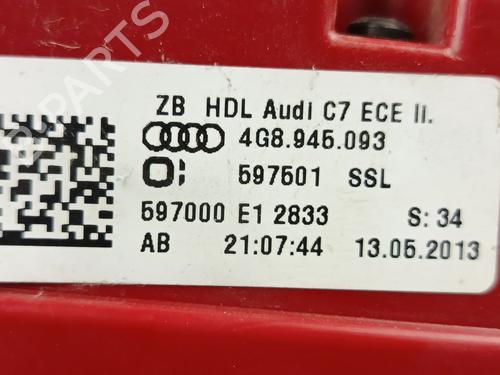 ZB HDL Audi C7 ECE II.
4G8.945.093
597501 SSL
597000 E1 2833 S: 34
AB 21:07:44 13.05.2013
B-PARTS